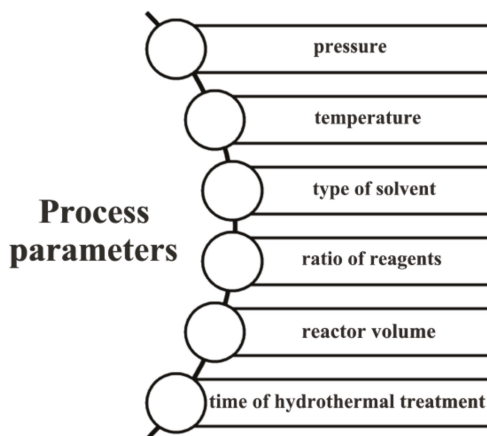 pressure
temperature
type of solvent
Process
parameters
ratio of reagents
reactor volume
time of hydrothermal treatment